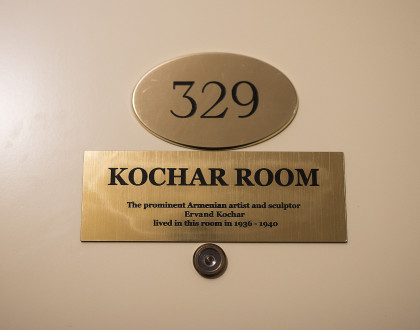 329
KOCHAR ROOM
The prominent Armenian artist and sculptor
Ervand Kochar
lived in this room in 1936 - 1940